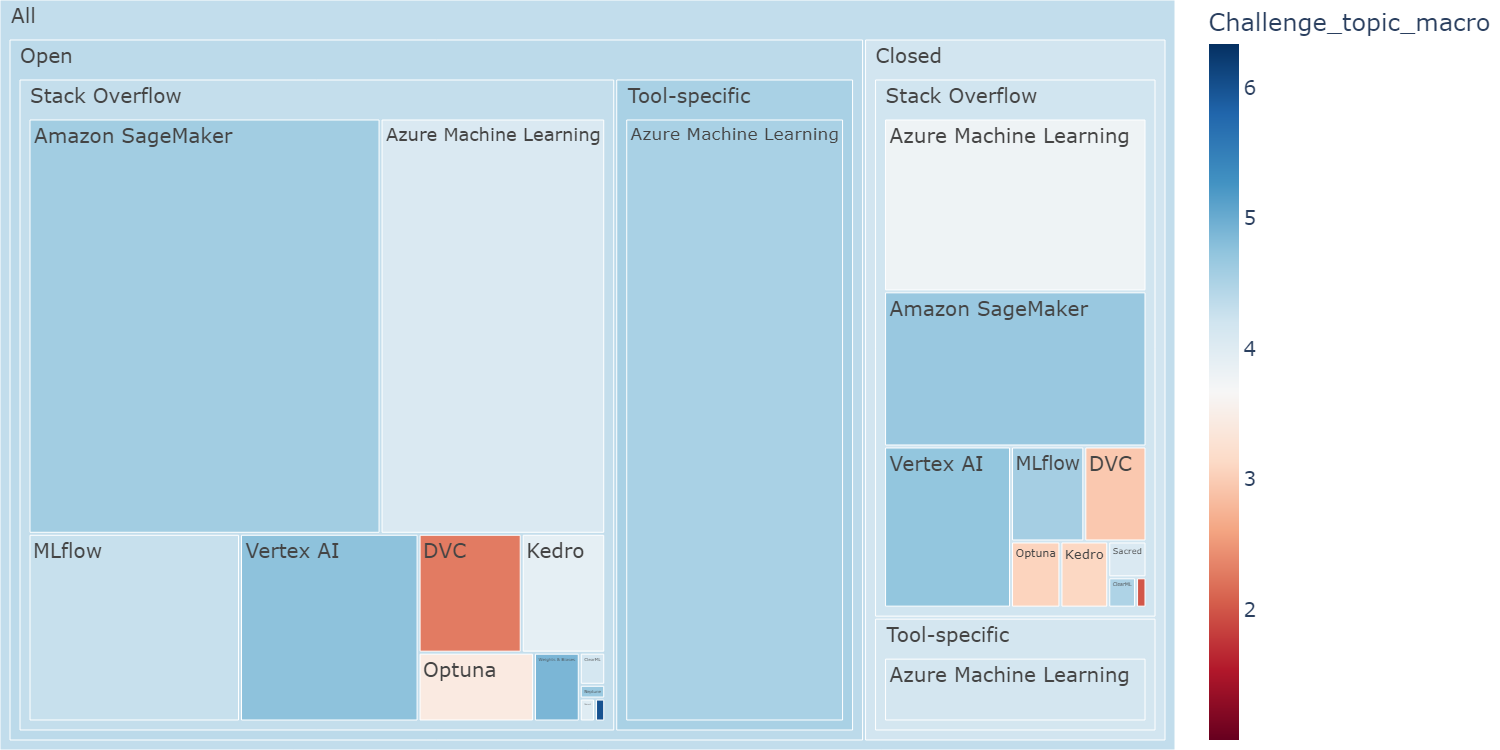 All
Open
Stack Overflow
Amazon SageMaker
Azure Machine Learning
MLflow
Vertex AI
DVC
Kedro
Optuna
Weights & Biases
ClearML
Neptune
Tool-specific
Azure Machine Learning
Closed
Stack Overflow
Azure Machine Learning
Amazon SageMaker
Vertex AI
MLflow
DVC
Optuna
Kedro
Sacred
ClearML
Tool-specific
Azure Machine Learning
Challenge_topic_macro
6
5
4
3
2